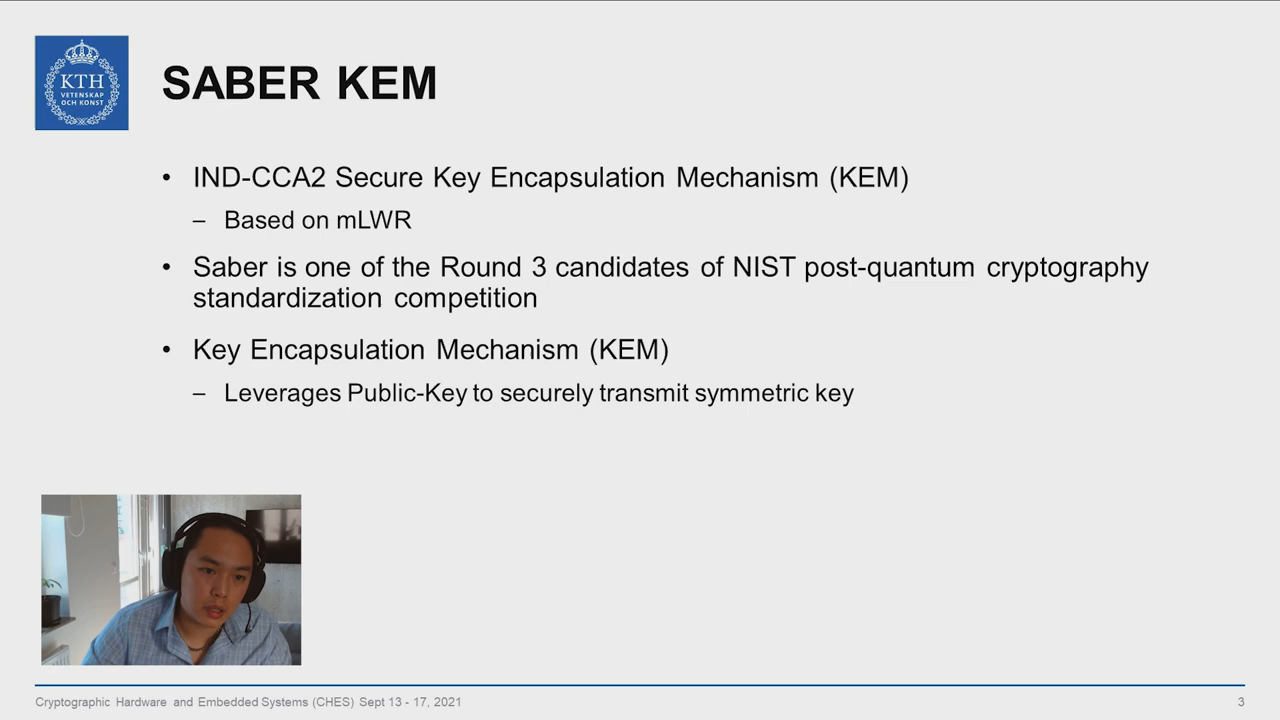 KTH
VETENSKAP
OCH KONST
SABER KEM
• IND-CCA2 Secure Key Encapsulation Mechanism (KEM)
– Based on mLWR
• Saber is one of the Round 3 candidates of NIST post-quantum cryptography
standardization competition
• Key Encapsulation Mechanism (KEM)
– Leverages Public-Key to securely transmit symmetric key
Cryptographic Hardware and Embedded Systems (CHES) Sept 13 - 17, 2021
3